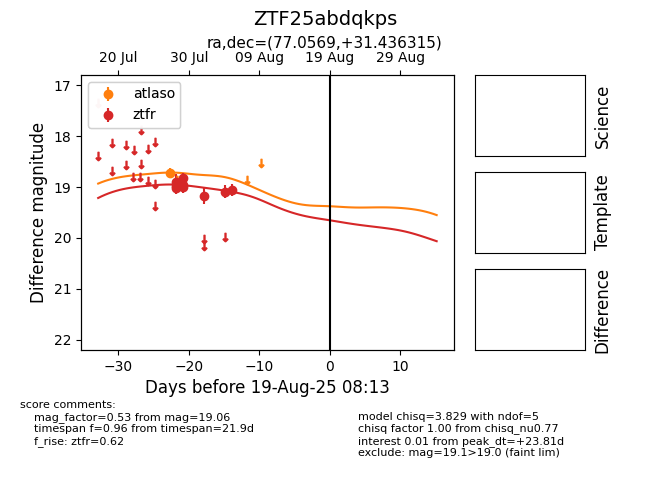 ZTF25abdqkps
ra,dec=(77.0569,+31.436315)
20 Jul 30 Jul 09 Aug 19 Aug 29 Aug
atlaso
ztfr
17
18
19
20
21
22
Difference magnitude
−30 −20 −10 0 10
Days before 19-Aug-25 08:13
Science
Template
Difference
score comments:
mag_factor=0.53 from mag=19.06
timespan f=0.96 from timespan=21.9d
f_rise: ztfr=0.62
model chisq=3.829 with ndof=5
chisq factor 1.00 from chisq_nu0.77
interest 0.01 from peak_dt=+23.81d
exclude: mag=19.1>19.0 (faint lim)